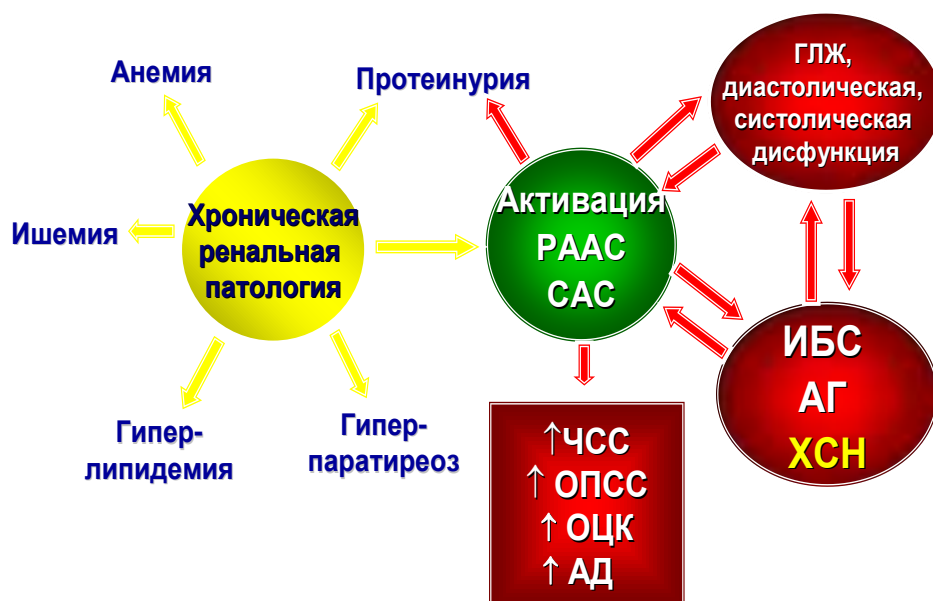 Анемия
Протеинурия
ГЛЖ,
диастолическая,
систолическая
дисфункция
Хроническая
ренальная
патология
Ишемия
Активация
РААС
САС
ИБС
АГ
ХСН
Гипер-
липидемия
Гипер-
паратиреоз
↑ЧСС
↑ ОПСС
↑ ОЦК
↑ АД